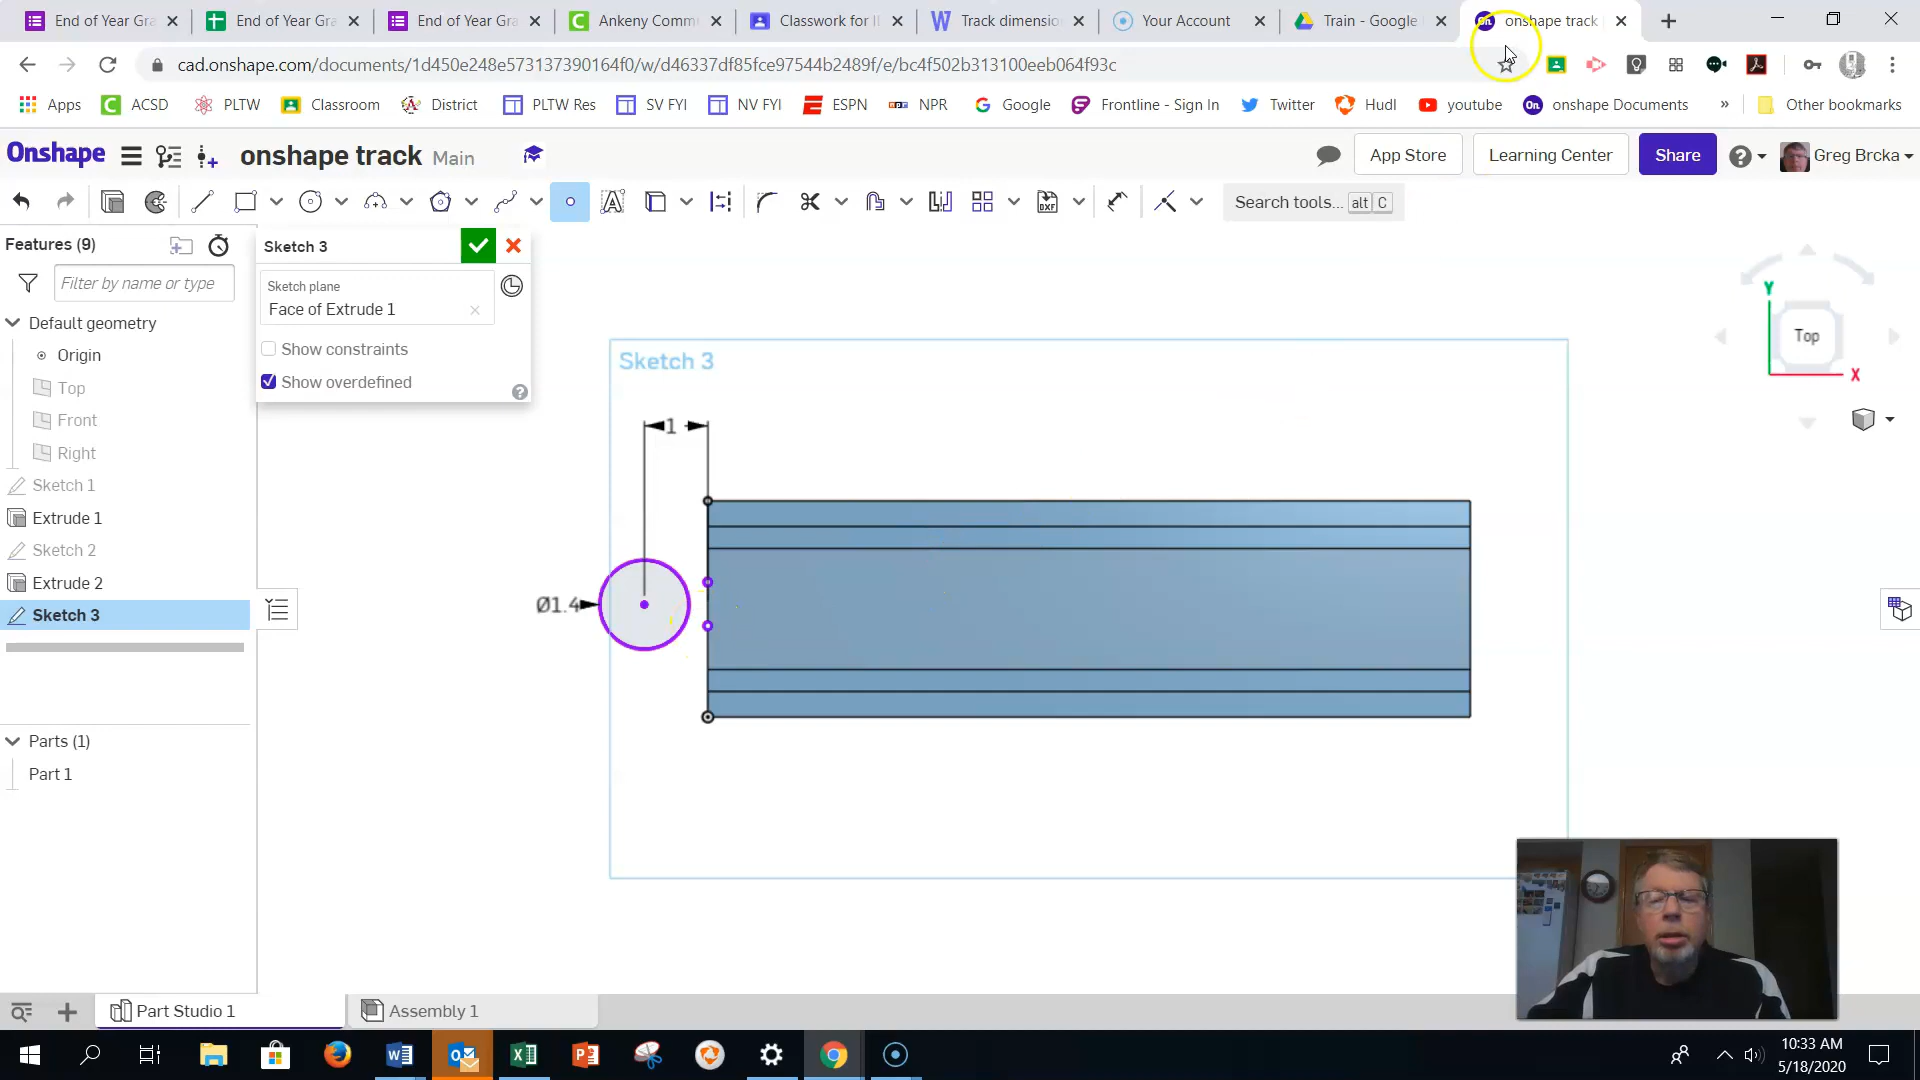 End of Year Gra
End of Year Gra
End of Year Gra
Ankeny Comm
Classwork for I
Track dimensio
Your Account
Train - Google
onshape track
cad.onshape.com/documents/1d450e248e573137390164f0/w/d46337df85fce97544b2489f/e/bc4f502b313100eeb064f93c
Apps
ACSD
PLTW
Classroom
District
PLTW Res
SV FYI
NV FYI
ESPN
NPR
Google
Frontline - Sign In
Twitter
Hudl
youtube
onshape Documents
»
Other bookmarks
Onshape
onshape track Main
App Store
Learning Center
Share
Greg Brcka
Search tools... alt C
Features (9)
Filter by name or type
Default geometry
Origin
Top
Front
Right
Sketch 1
Extrude 1
Sketch 2
Extrude 2
Sketch 3
Parts (1)
Part 1
Sketch 3
Sketch plane
Face of Extrude 1
Show constraints
Show overdefined
Sketch 3
1
Ø1.4
Y
Top
X
Part Studio 1
Assembly 1
10:33 AM
5/18/2020